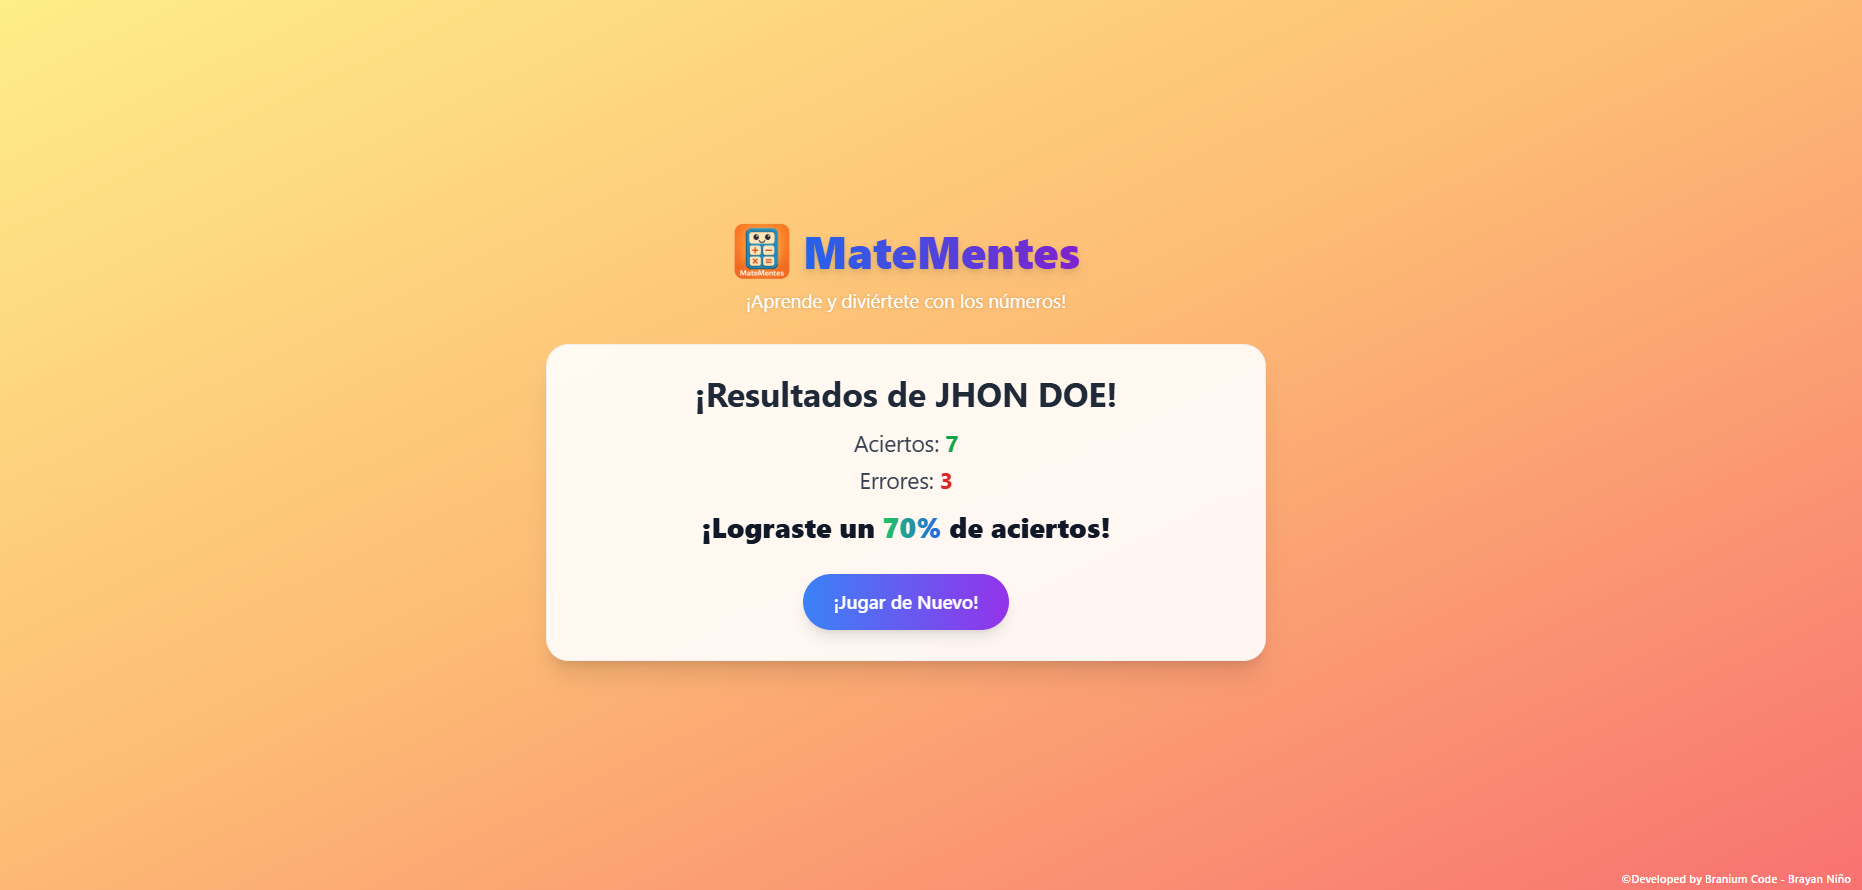 MateMentes
MateMentes
¡Aprende y diviértete con los números!
¡Resultados de JHON DOE!
Aciertos: 7
Errores: 3
¡Lograste un 70% de aciertos!
¡Jugar de Nuevo!
©Developed by Branium Code - Brayan Niño